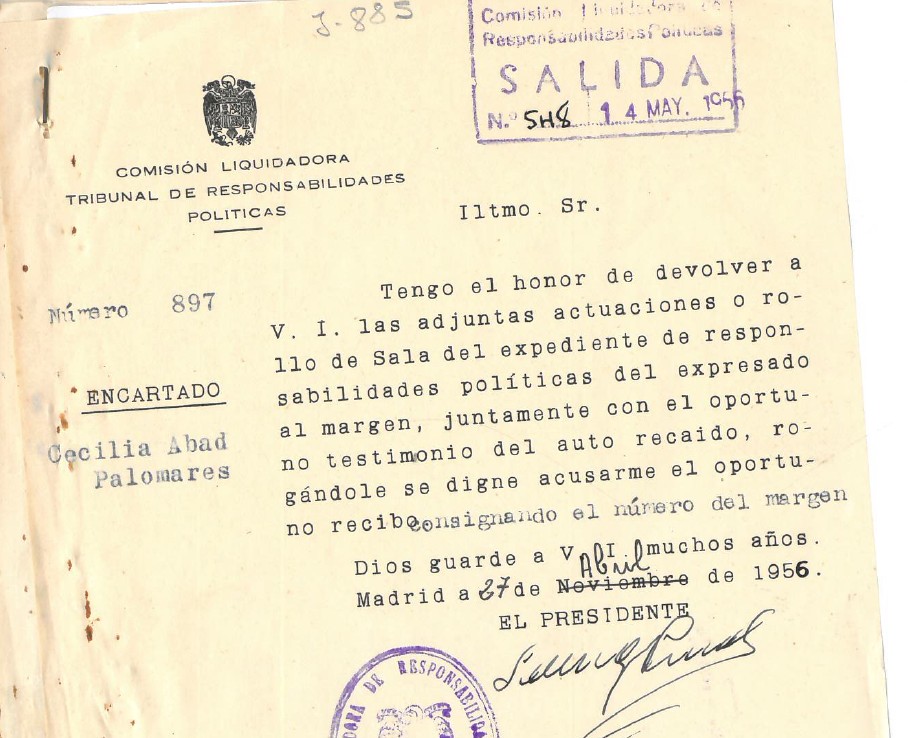 J-885
Comisión Liquidadora de
Responsabilidades Políticas
SALIDA
N.º 548 14 MAY. 1956
COMISIÓN LIQUIDADORA
TRIBUNAL DE RESPONSABILIDADES
POLITICAS
Iltmo. Sr.
Número 897
ENCARTADO
Cecilia Abad
Palomares
Tengo el honor de devolver a
V. I. las adjuntas actuaciones o ro-
llo de Sala del expediente de respon-
sabilidades políticas del expresado
al margen, juntamente con el oportu-
no testimonio del auto recaido, ro-
gándole se digne acusarme el oportu-
no recibo consignando el número del margen
Dios guarde a V. I. muchos años.
Abril
Madrid a 27 de Noviembre de 1956.
EL PRESIDENTE
DORA DE RESPONSABILIDA